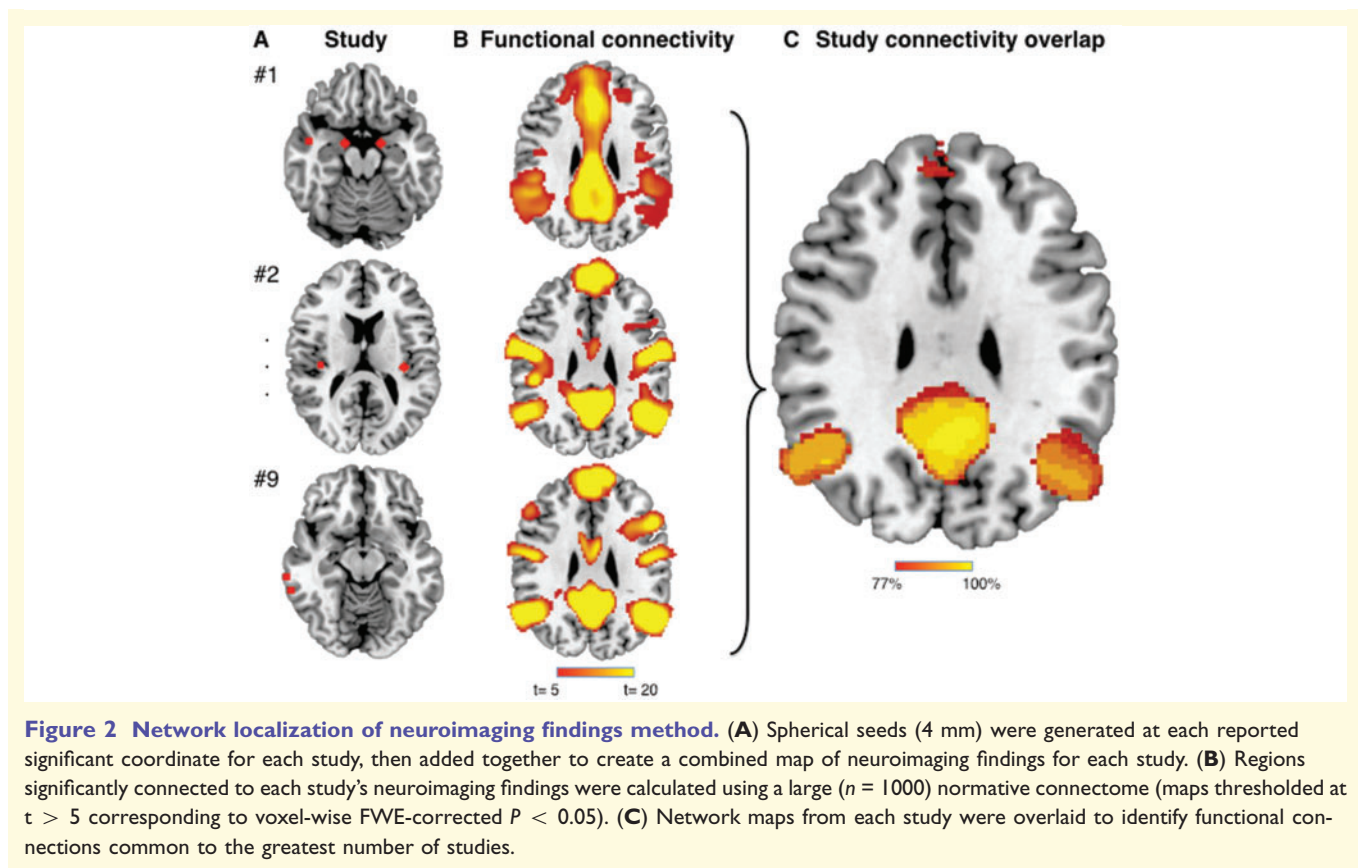 A Study
B Functional connectivity
C Study connectivity overlap
#1
#2
.
.
.
#9
t= 5 t= 20
77% 100%
Figure 2 Network localization of neuroimaging findings method. (A) Spherical seeds (4 mm) were generated at each reported
significant coordinate for each study, then added together to create a combined map of neuroimaging findings for each study. (B) Regions
significantly connected to each study's neuroimaging findings were calculated using a large (n = 1000) normative connectome (maps thresholded at
t > 5 corresponding to voxel-wise FWE-corrected P < 0.05). (C) Network maps from each study were overlaid to identify functional con-
nections common to the greatest number of studies.